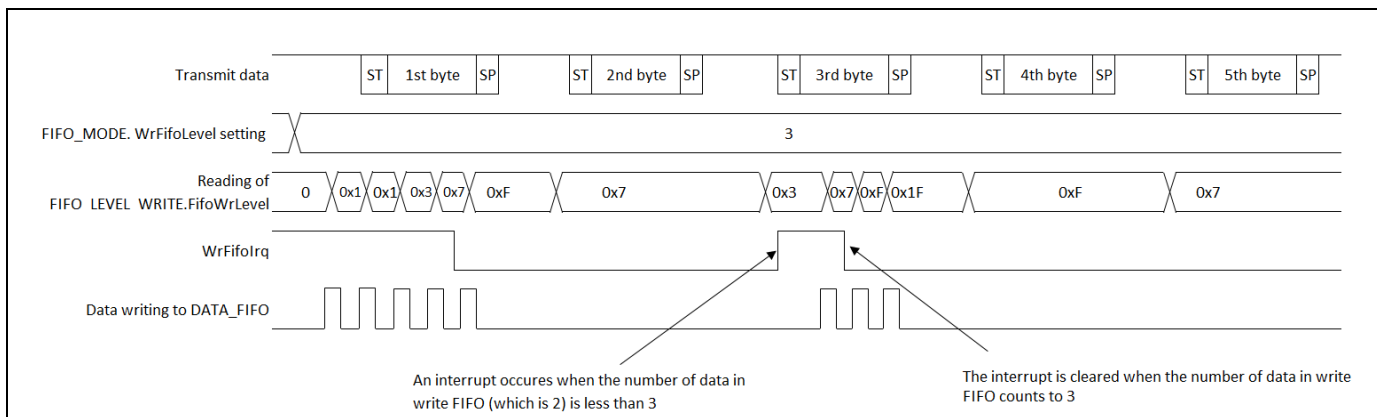 Transmit data ST 1st byte SP ST 2nd byte SP ST 3rd byte SP ST 4th byte SP ST 5th byte SP
FIFO_MODE. WrFifoLevel setting 3
Reading of
FIFO LEVEL WRITE.FifoWrLevel 0 0x1 0x1 0x3 0x7 0xF 0x7 0x3 0x7 0xF 0x1F 0xF 0x7
WrFifoIrq
Data writing to DATA_FIFO
An interrupt occures when the number of data in
write FIFO (which is 2) is less than 3
The interrupt is cleared when the number of data in write
FIFO counts to 3